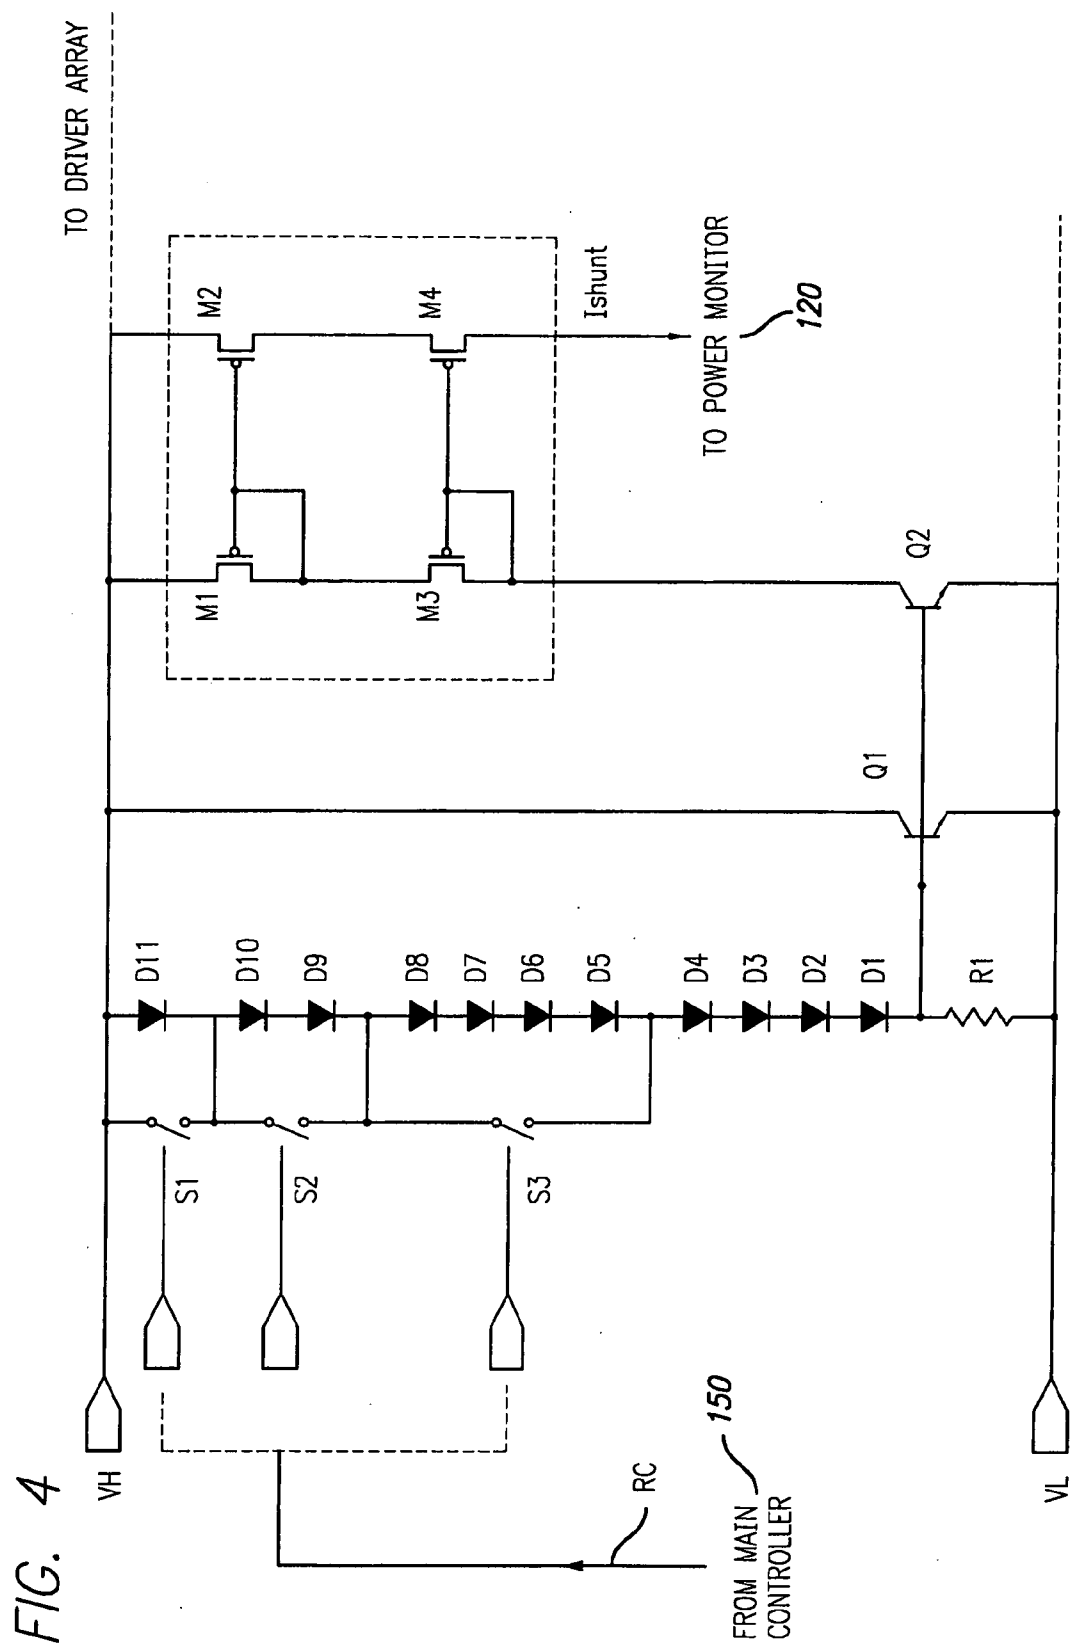 FIG. 4
TO DRIVER ARRAY
VH
D11
D10
D9
D8
D7
D6
D5
D4
D3
D2
D1
R1
S1
S2
S3
M1
M2
M3
M4
Ishunt
TO POWER MONITOR
120
Q1
Q2
RC
FROM MAIN
CONTROLLER
150
VL